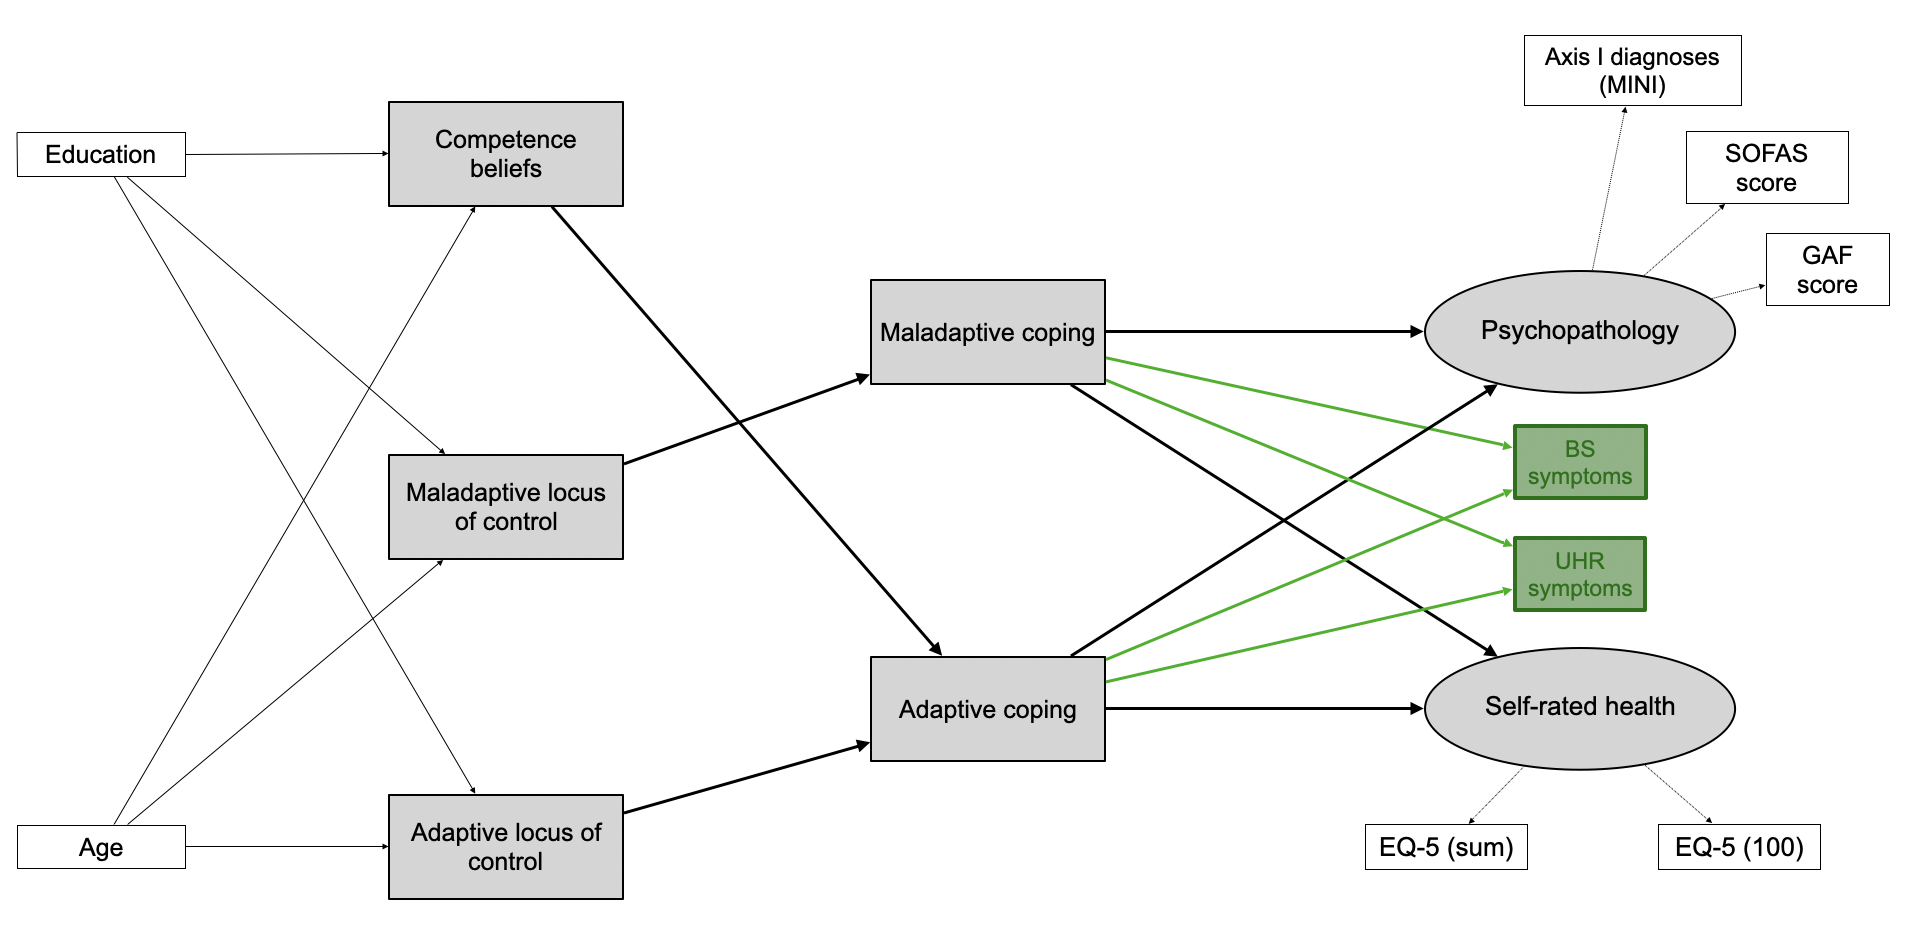 Axis I diagnoses
(MINI)
SOFAS
score
GAF
score
Education
Competence
beliefs
Maladaptive coping
Psychopathology
BS
symptoms
Maladaptive locus
of control
UHR
symptoms
Adaptive coping
Self-rated health
Age
Adaptive locus of
control
EQ-5 (sum)
EQ-5 (100)